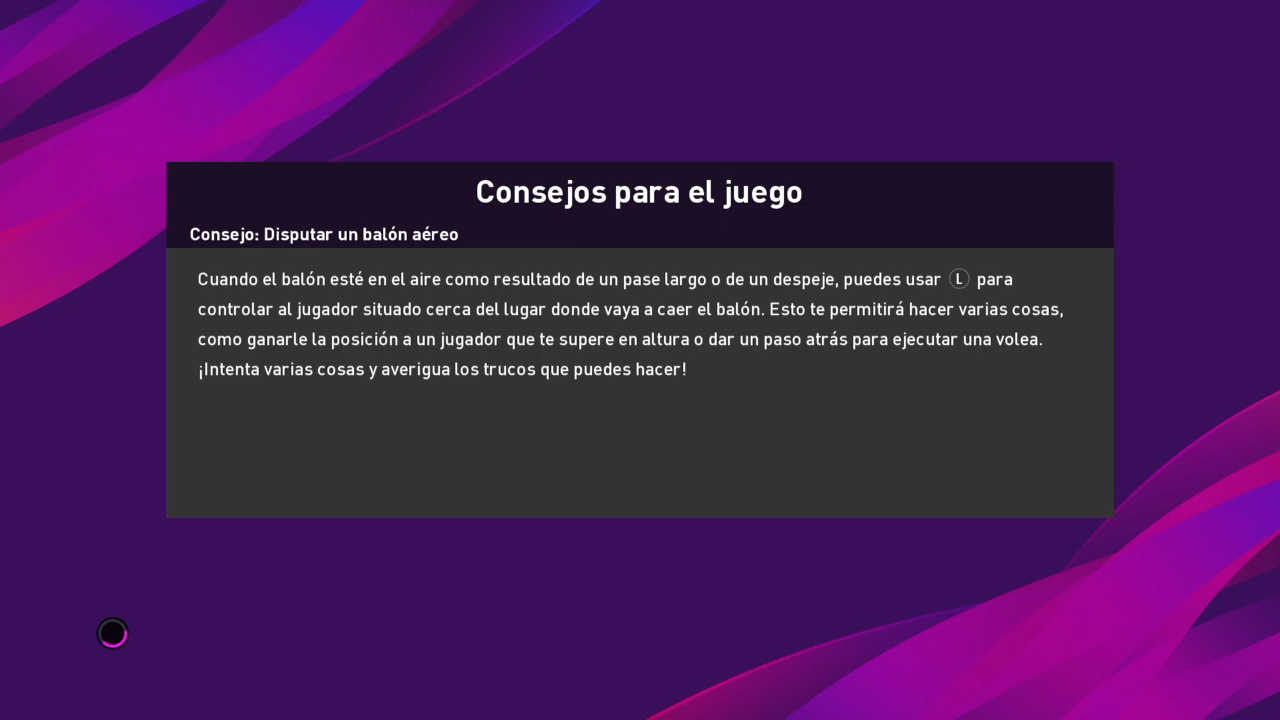 Consejos para el juego
Consejo: Disputar un balón aéreo
Cuando el balón esté en el aire como resultado de un pase largo o de un despeje, puedes usar L para
controlar al jugador situado cerca del lugar donde vaya a caer el balón. Esto te permitirá hacer varias cosas,
como ganarle la posición a un jugador que te supere en altura o dar un paso atrás para ejecutar una volea.
¡Intenta varias cosas y averigua los trucos que puedes hacer!